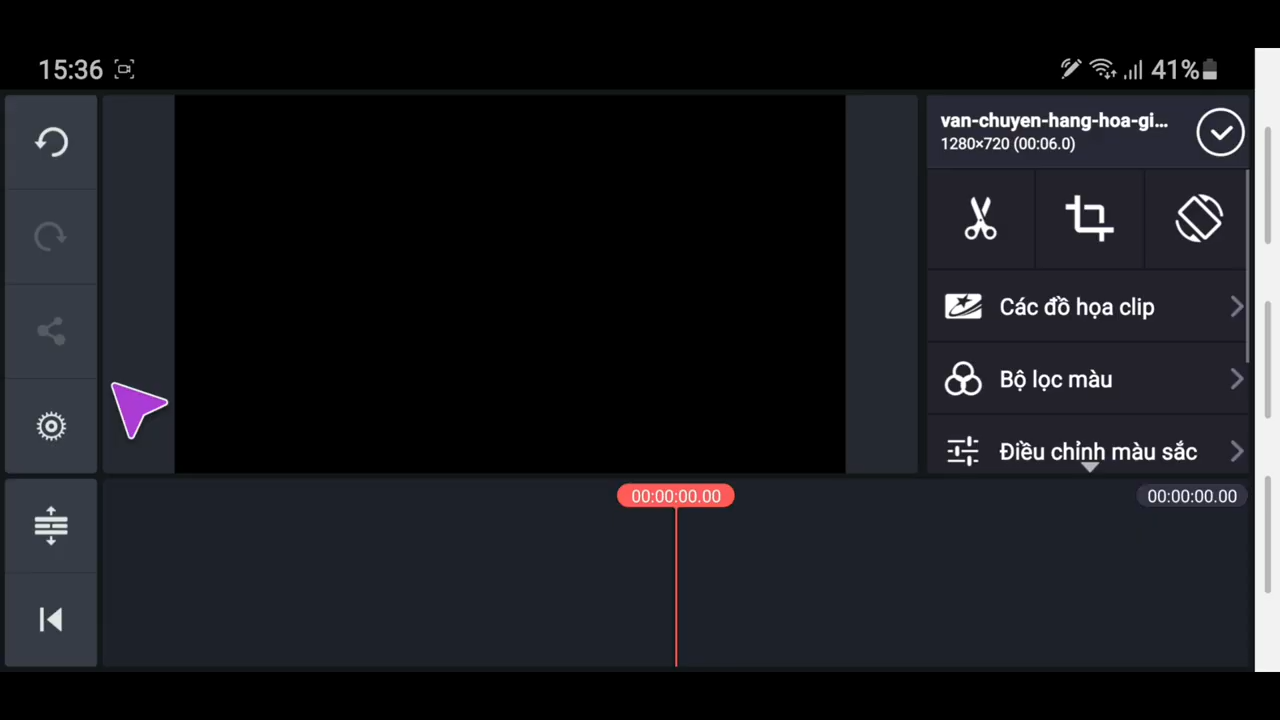 15:36
41%
van-chuyen-hang-hoa-gi...
1280×720 (00:06.0)
Các đồ họa clip
Bộ lọc màu
Điều chỉnh màu sắc
00:00:00.00
00:00:00.00